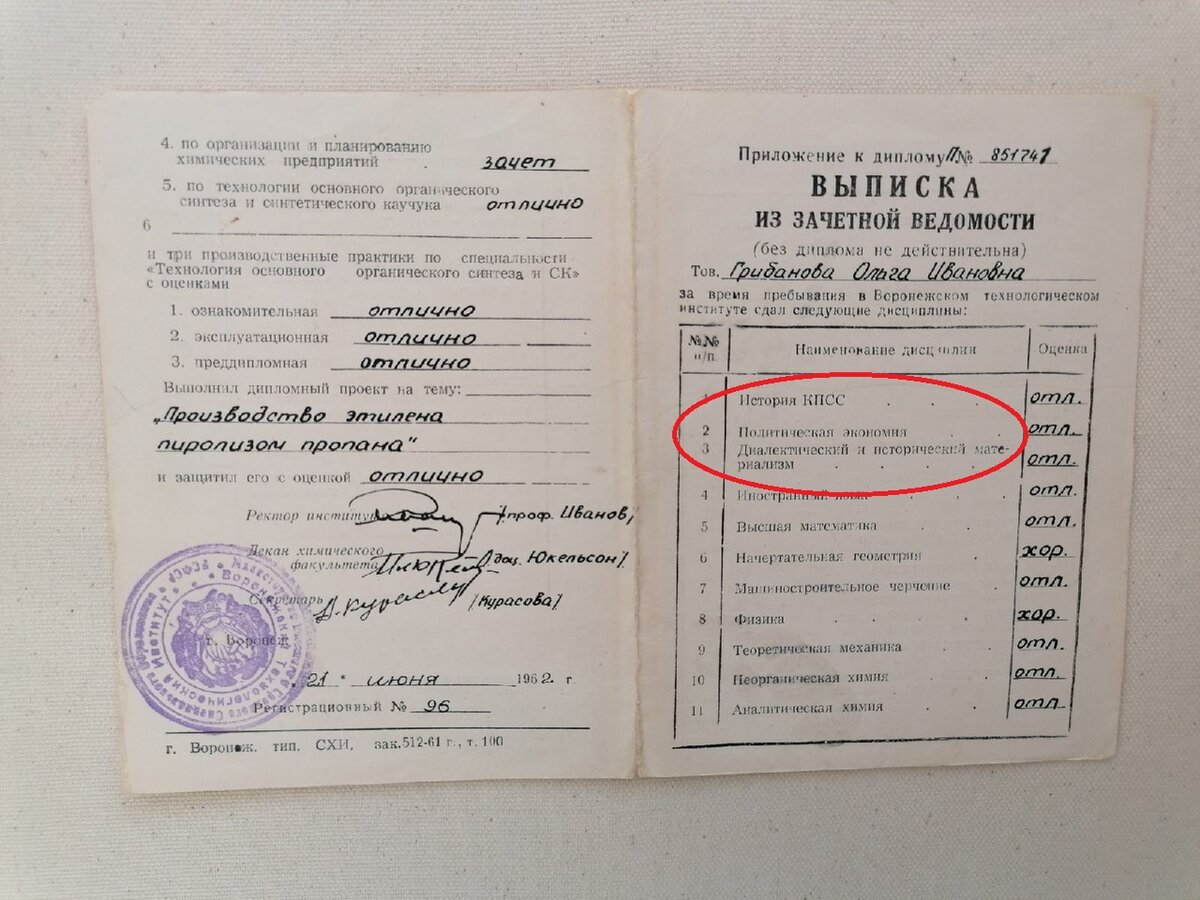 4. по организации и планированию
химических предприятий . зачет
5. по технологии основного органического
синтеза и синтетического каучука отлично
6
и три производственные практики по специальности
«Технология основного органического синтеза и СК»
с оценками
1. ознакомительная отлично
2. эксплуатационная отлично
3. преддипломная отлично
Выполнил дипломный проект на тему:
„Производство этилена
пиролизом пропана"
и защитил его с оценкой отлично
Ректор института /проф. Иванов/
Декан химического
факультета /доц. Юкельсон/
Секретарь /Курасова/
г. Воронеж
„21" июня 1962 г.
Регистрационный № 96
г. Воронеж. тип. СХИ. зак.512-61 г., т. 100
Приложение к диплому Л№ 851741
ВЫПИСКА
ИЗ ЗАЧЕТНОЙ ВЕДОМОСТИ
(без диплома не действительна)
Тов. Грибанова Ольга Ивановна
за время пребывания в Воронежском технологическом
институте сдал следующие дисциплины:
№№ п/п. Наименование дисциплин Оценка
1 История КПСС . . . отл.
2 Политическая экономия . . отл.
3 Диалектический и исторический мате-
риализм . . . . отл.
4 Иностранный язык . . . отл.
5 Высшая математика . . . отл.
6 Начертательная геометрия . хор.
7 Машиностроительное черчение . отл.
8 Физика . . . . хор.
9 Теоретическая механика . . отл.
10 Неорганическая химия . . отл.
11 Аналитическая химия . . отл.